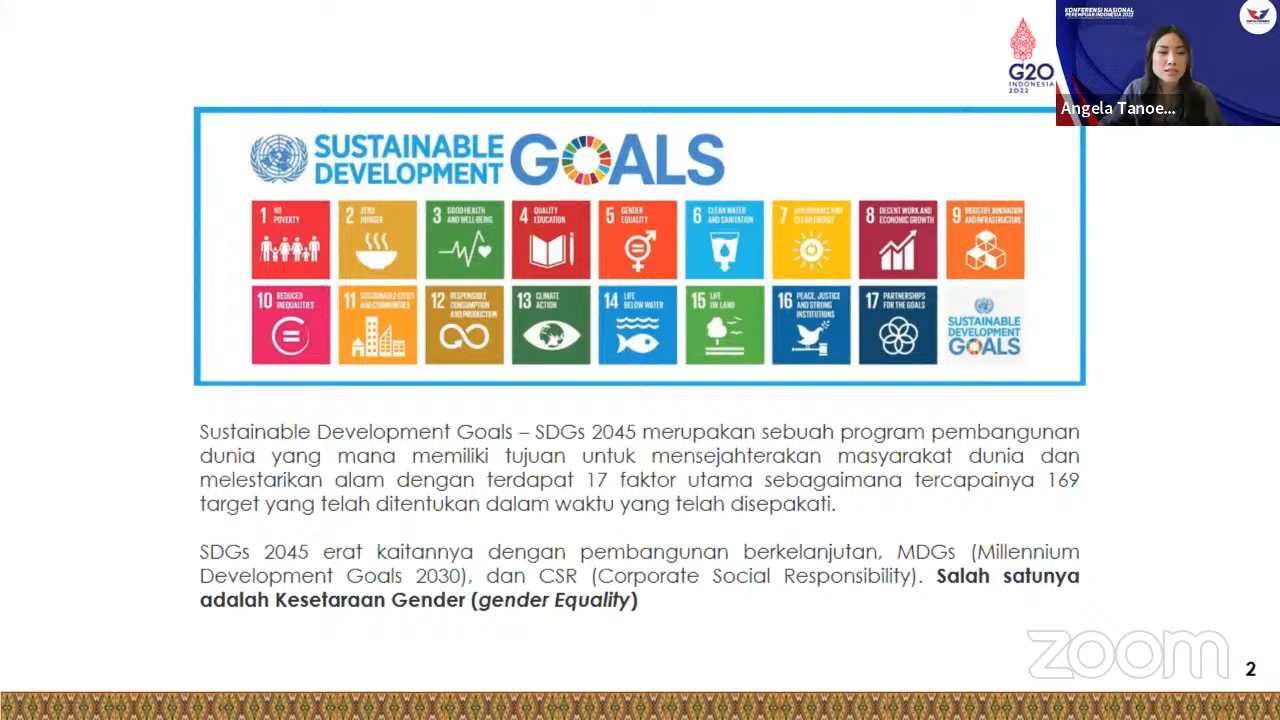 KONFERENSI NASIONAL
PEREMPUAN INDONESIA 2022
G20
INDONESIA
2022
Angela Tanoe...
SUSTAINABLE
DEVELOPMENT
GOALS
1 NO
POVERTY
2 ZERO
HUNGER
3 GOOD HEALTH
AND WELL-BEING
4 QUALITY
EDUCATION
5 GENDER
EQUALITY
6 CLEAN WATER
AND SANITATION
7 AFFORDABLE AND
CLEAN ENERGY
8 DECENT WORK AND
ECONOMIC GROWTH
9 INDUSTRY, INNOVATION
AND INFRASTRUCTURE
10 REDUCED
INEQUALITIES
11 SUSTAINABLE CITIES
AND COMMUNITIES
12 RESPONSIBLE
CONSUMPTION
AND PRODUCTION
13 CLIMATE
ACTION
14 LIFE
BELOW WATER
15 LIFE
ON LAND
16 PEACE, JUSTICE
AND STRONG
INSTITUTIONS
17 PARTNERSHIPS
FOR THE GOALS
SUSTAINABLE
DEVELOPMENT
GOALS
Sustainable Development Goals – SDGs 2045 merupakan sebuah program pembangunan
dunia yang mana memiliki tujuan untuk mensejahterakan masyarakat dunia dan
melestarikan alam dengan terdapat 17 faktor utama sebagaimana tercapainya 169
target yang telah ditentukan dalam waktu yang telah disepakati.
SDGs 2045 erat kaitannya dengan pembangunan berkelanjutan, MDGs (Millennium
Development Goals 2030), dan CSR (Corporate Social Responsibility). Salah satunya
adalah Kesetaraan Gender (gender Equality)
zoom
2